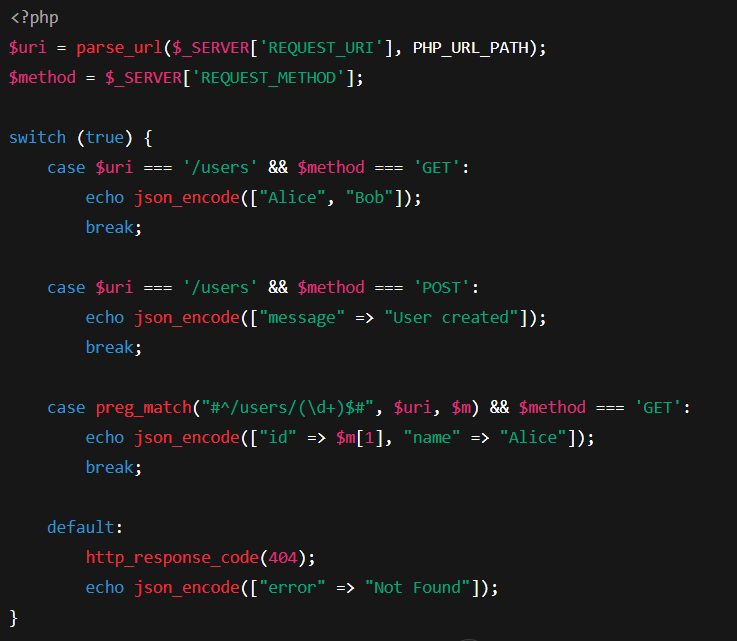 <?php
$uri = parse_url($_SERVER['REQUEST_URI'], PHP_URL_PATH);
$method = $_SERVER['REQUEST_METHOD'];

switch (true) {
    case $uri === '/users' && $method === 'GET':
        echo json_encode(["Alice", "Bob"]);
        break;

    case $uri === '/users' && $method === 'POST':
        echo json_encode(["message" => "User created"]);
        break;

    case preg_match("#^/users/(\d+)$#", $uri, $m) && $method === 'GET':
        echo json_encode(["id" => $m[1], "name" => "Alice"]);
        break;

    default:
        http_response_code(404);
        echo json_encode(["error" => "Not Found"]);
}